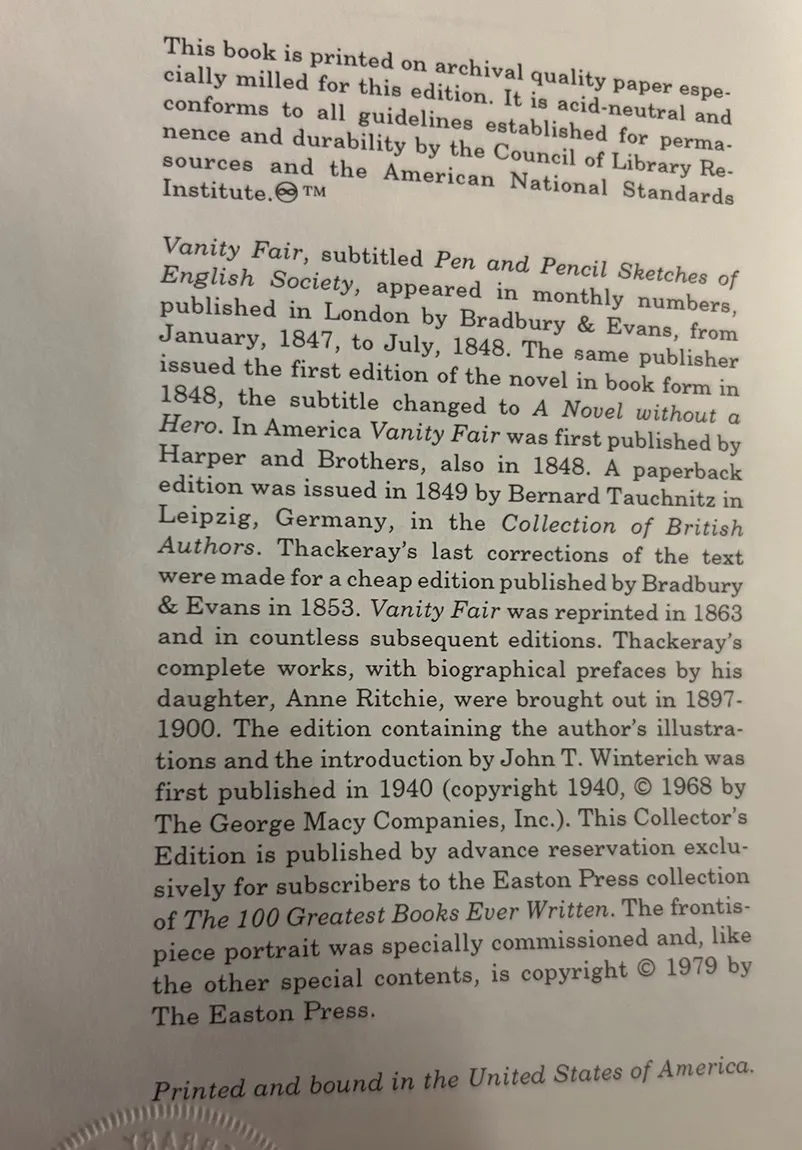 This book is printed on archival quality paper espe-
cially milled for this edition. It is acid-neutral and
conforms to all guidelines established for perma-
nence and durability by the Council of Library Re-
sources and the American National Standards
Institute.♾™
Vanity Fair, subtitled Pen and Pencil Sketches of
English Society, appeared in monthly numbers,
published in London by Bradbury & Evans, from
January, 1847, to July, 1848. The same publisher
issued the first edition of the novel in book form in
1848, the subtitle changed to A Novel without a
Hero. In America Vanity Fair was first published by
Harper and Brothers, also in 1848. A paperback
edition was issued in 1849 by Bernard Tauchnitz in
Leipzig, Germany, in the Collection of British
Authors. Thackeray's last corrections of the text
were made for a cheap edition published by Bradbury
& Evans in 1853. Vanity Fair was reprinted in 1863
and in countless subsequent editions. Thackeray's
complete works, with biographical prefaces by his
daughter, Anne Ritchie, were brought out in 1897-
1900. The edition containing the author's illustra-
tions and the introduction by John T. Winterich was
first published in 1940 (copyright 1940, © 1968 by
The George Macy Companies, Inc.). This Collector's
Edition is published by advance reservation exclu-
sively for subscribers to the Easton Press collection
of The 100 Greatest Books Ever Written. The frontis-
piece portrait was specially commissioned and, like
the other special contents, is copyright © 1979 by
The Easton Press.
Printed and bound in the United States of America.